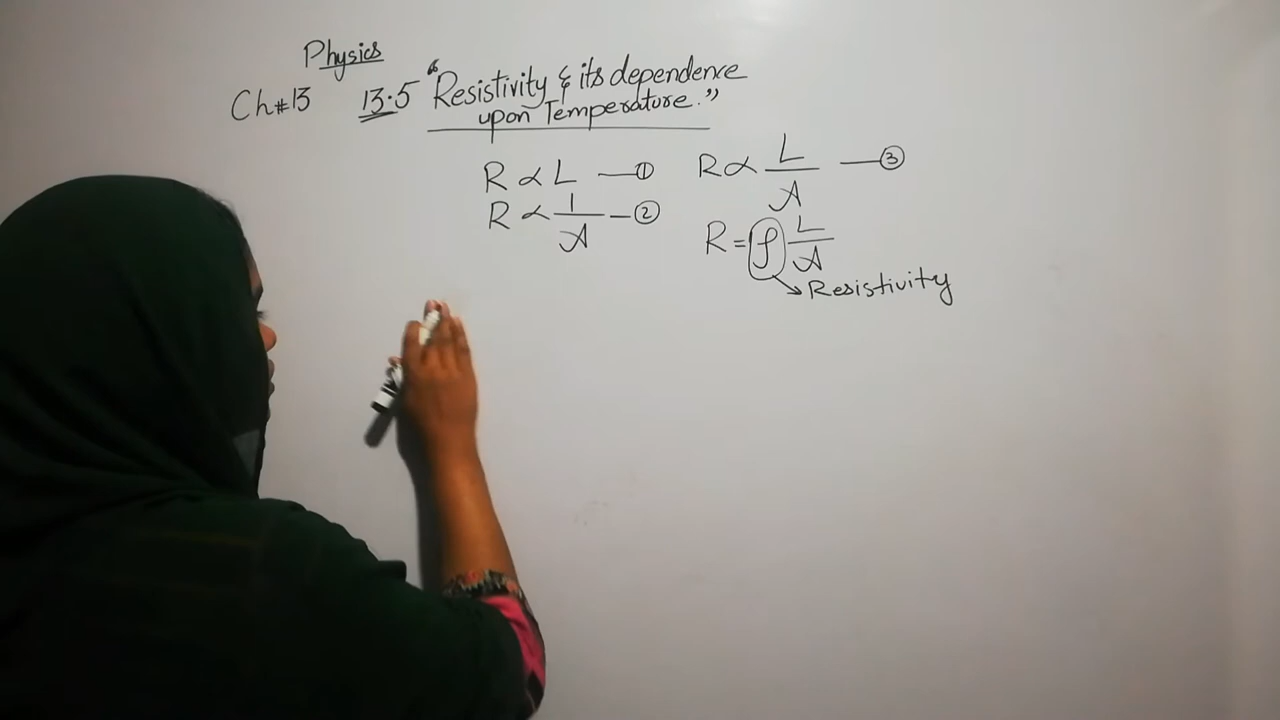 Physics
Ch#13 13.5 "Resistivity & its dependence
upon Temperature."
R ∝ L —①
R ∝ 1/A —②
R ∝ L/A —③
R = ρ L/A
Resistivity